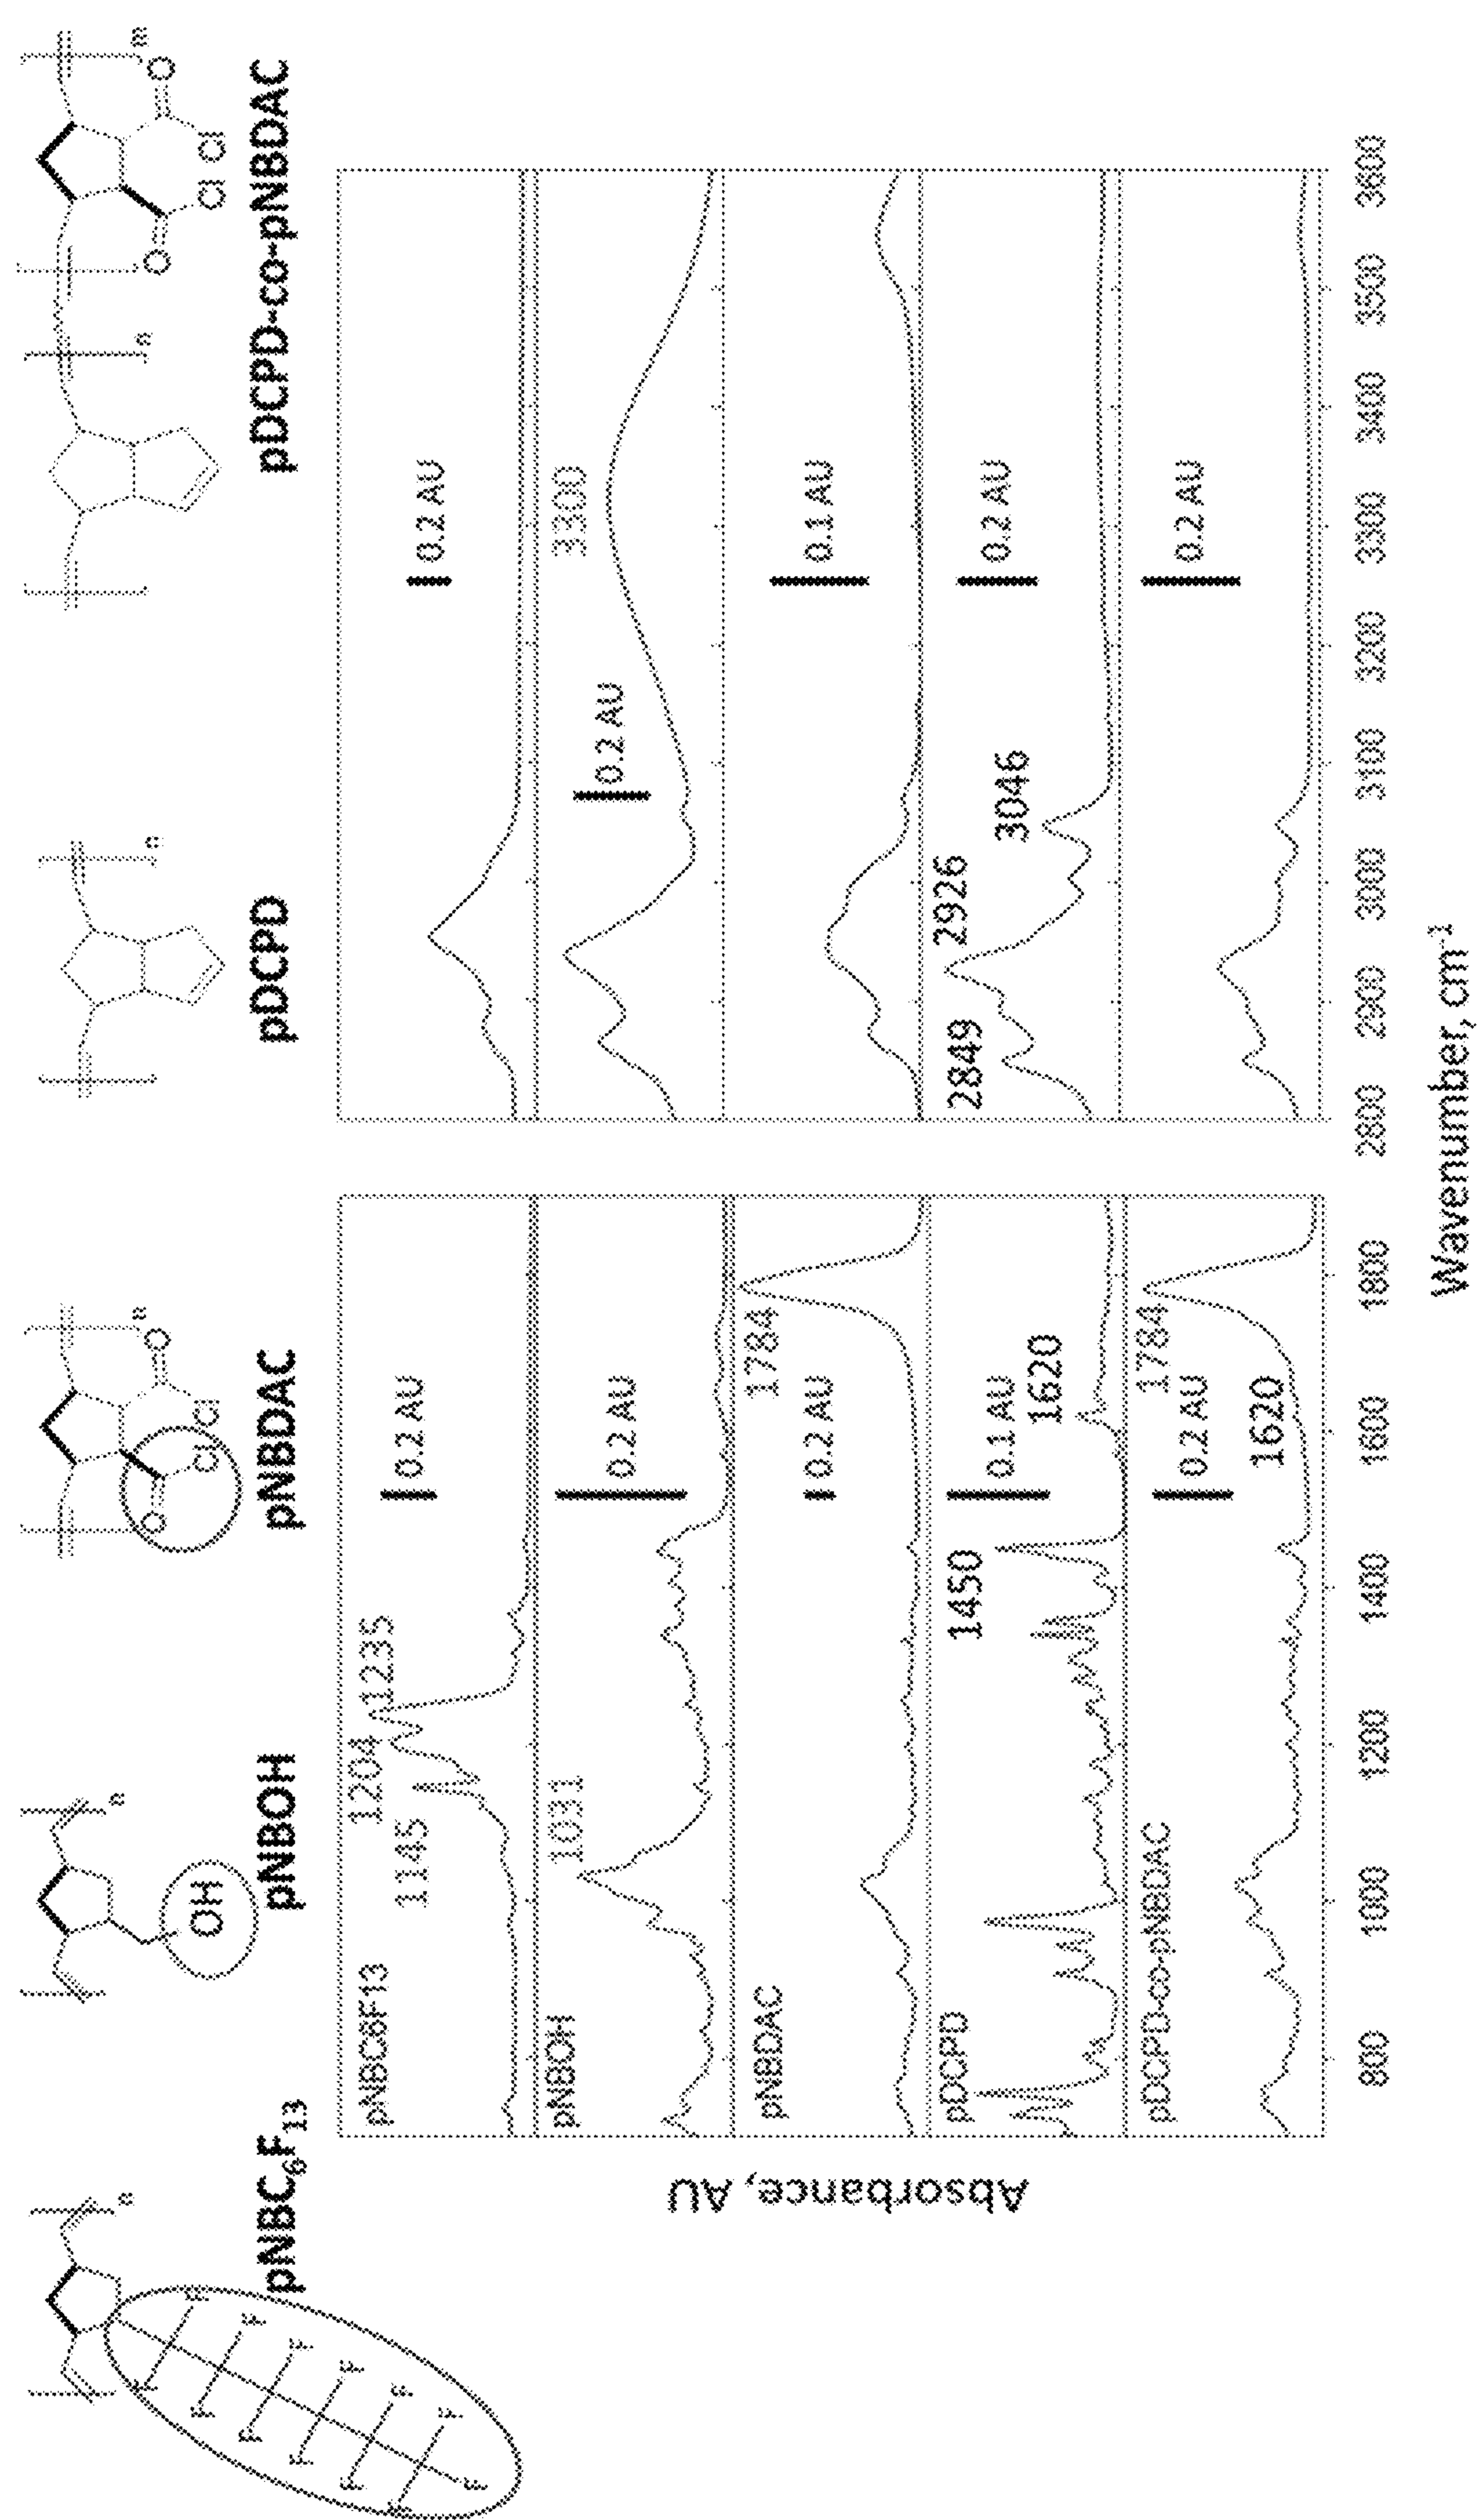 n
n
n
n
n
m
F F F F F F F F F F F F F
OH
O Cl Cl O
O Cl Cl O
pNBC6F13
pNBOH
pNBDAC
pDCPD
pDCPD-co-pNBDAC
Absorbance, AU
pNBC6F13
1145
1204
1235
0.2 AU
0.2 AU
pNBOH
1031
0.2 AU
0.2 AU
3300
pNBDAC
0.2 AU
1784
0.1 AU
pDCPD
1450
0.1 AU
1620
2849
2926
3046
0.2 AU
pDCPD-co-pNBDAC
0.2 AU
1620
1784
0.2 AU
800 1000 1200 1400 1600 1800 2800 2900 3000 3100 3200 3300 3400 3500 3600
Wavenumber, cm-1